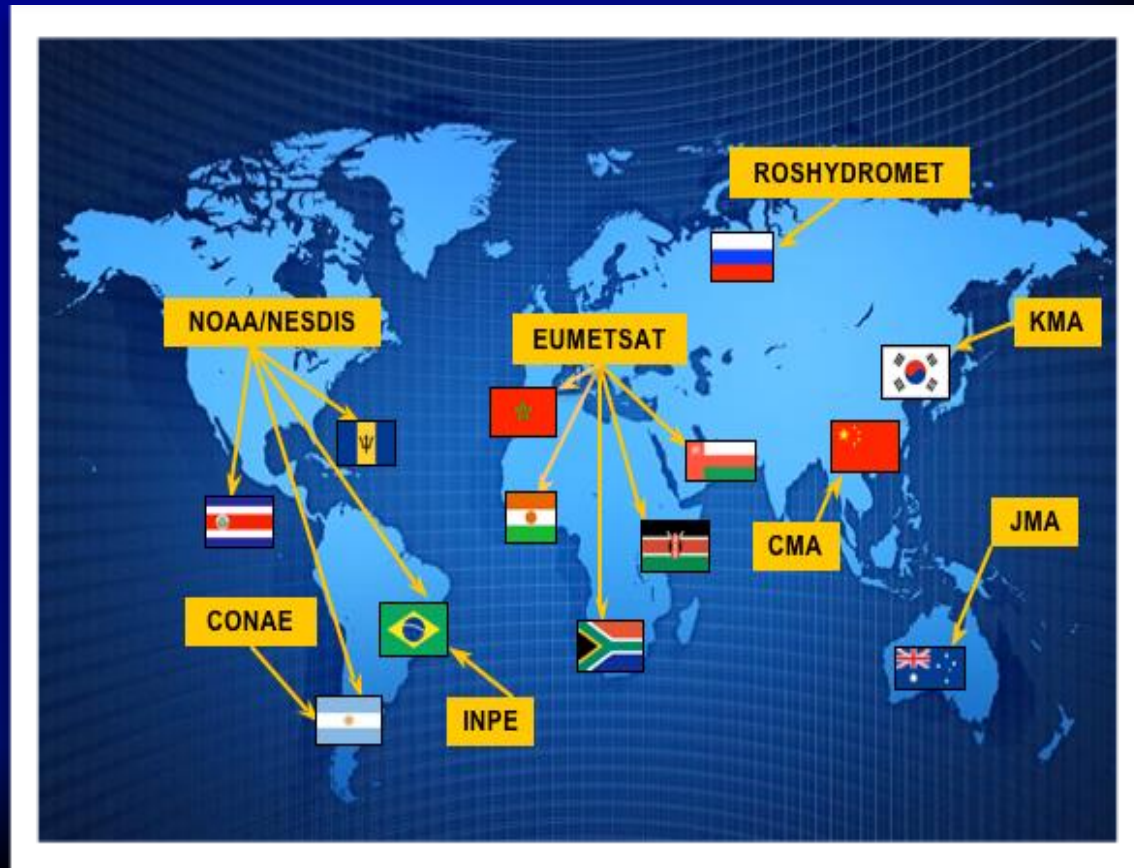 ROSHYDROMET
NOAA/NESDIS
EUMETSAT
KMA
JMA
CMA
CONAE
INPE